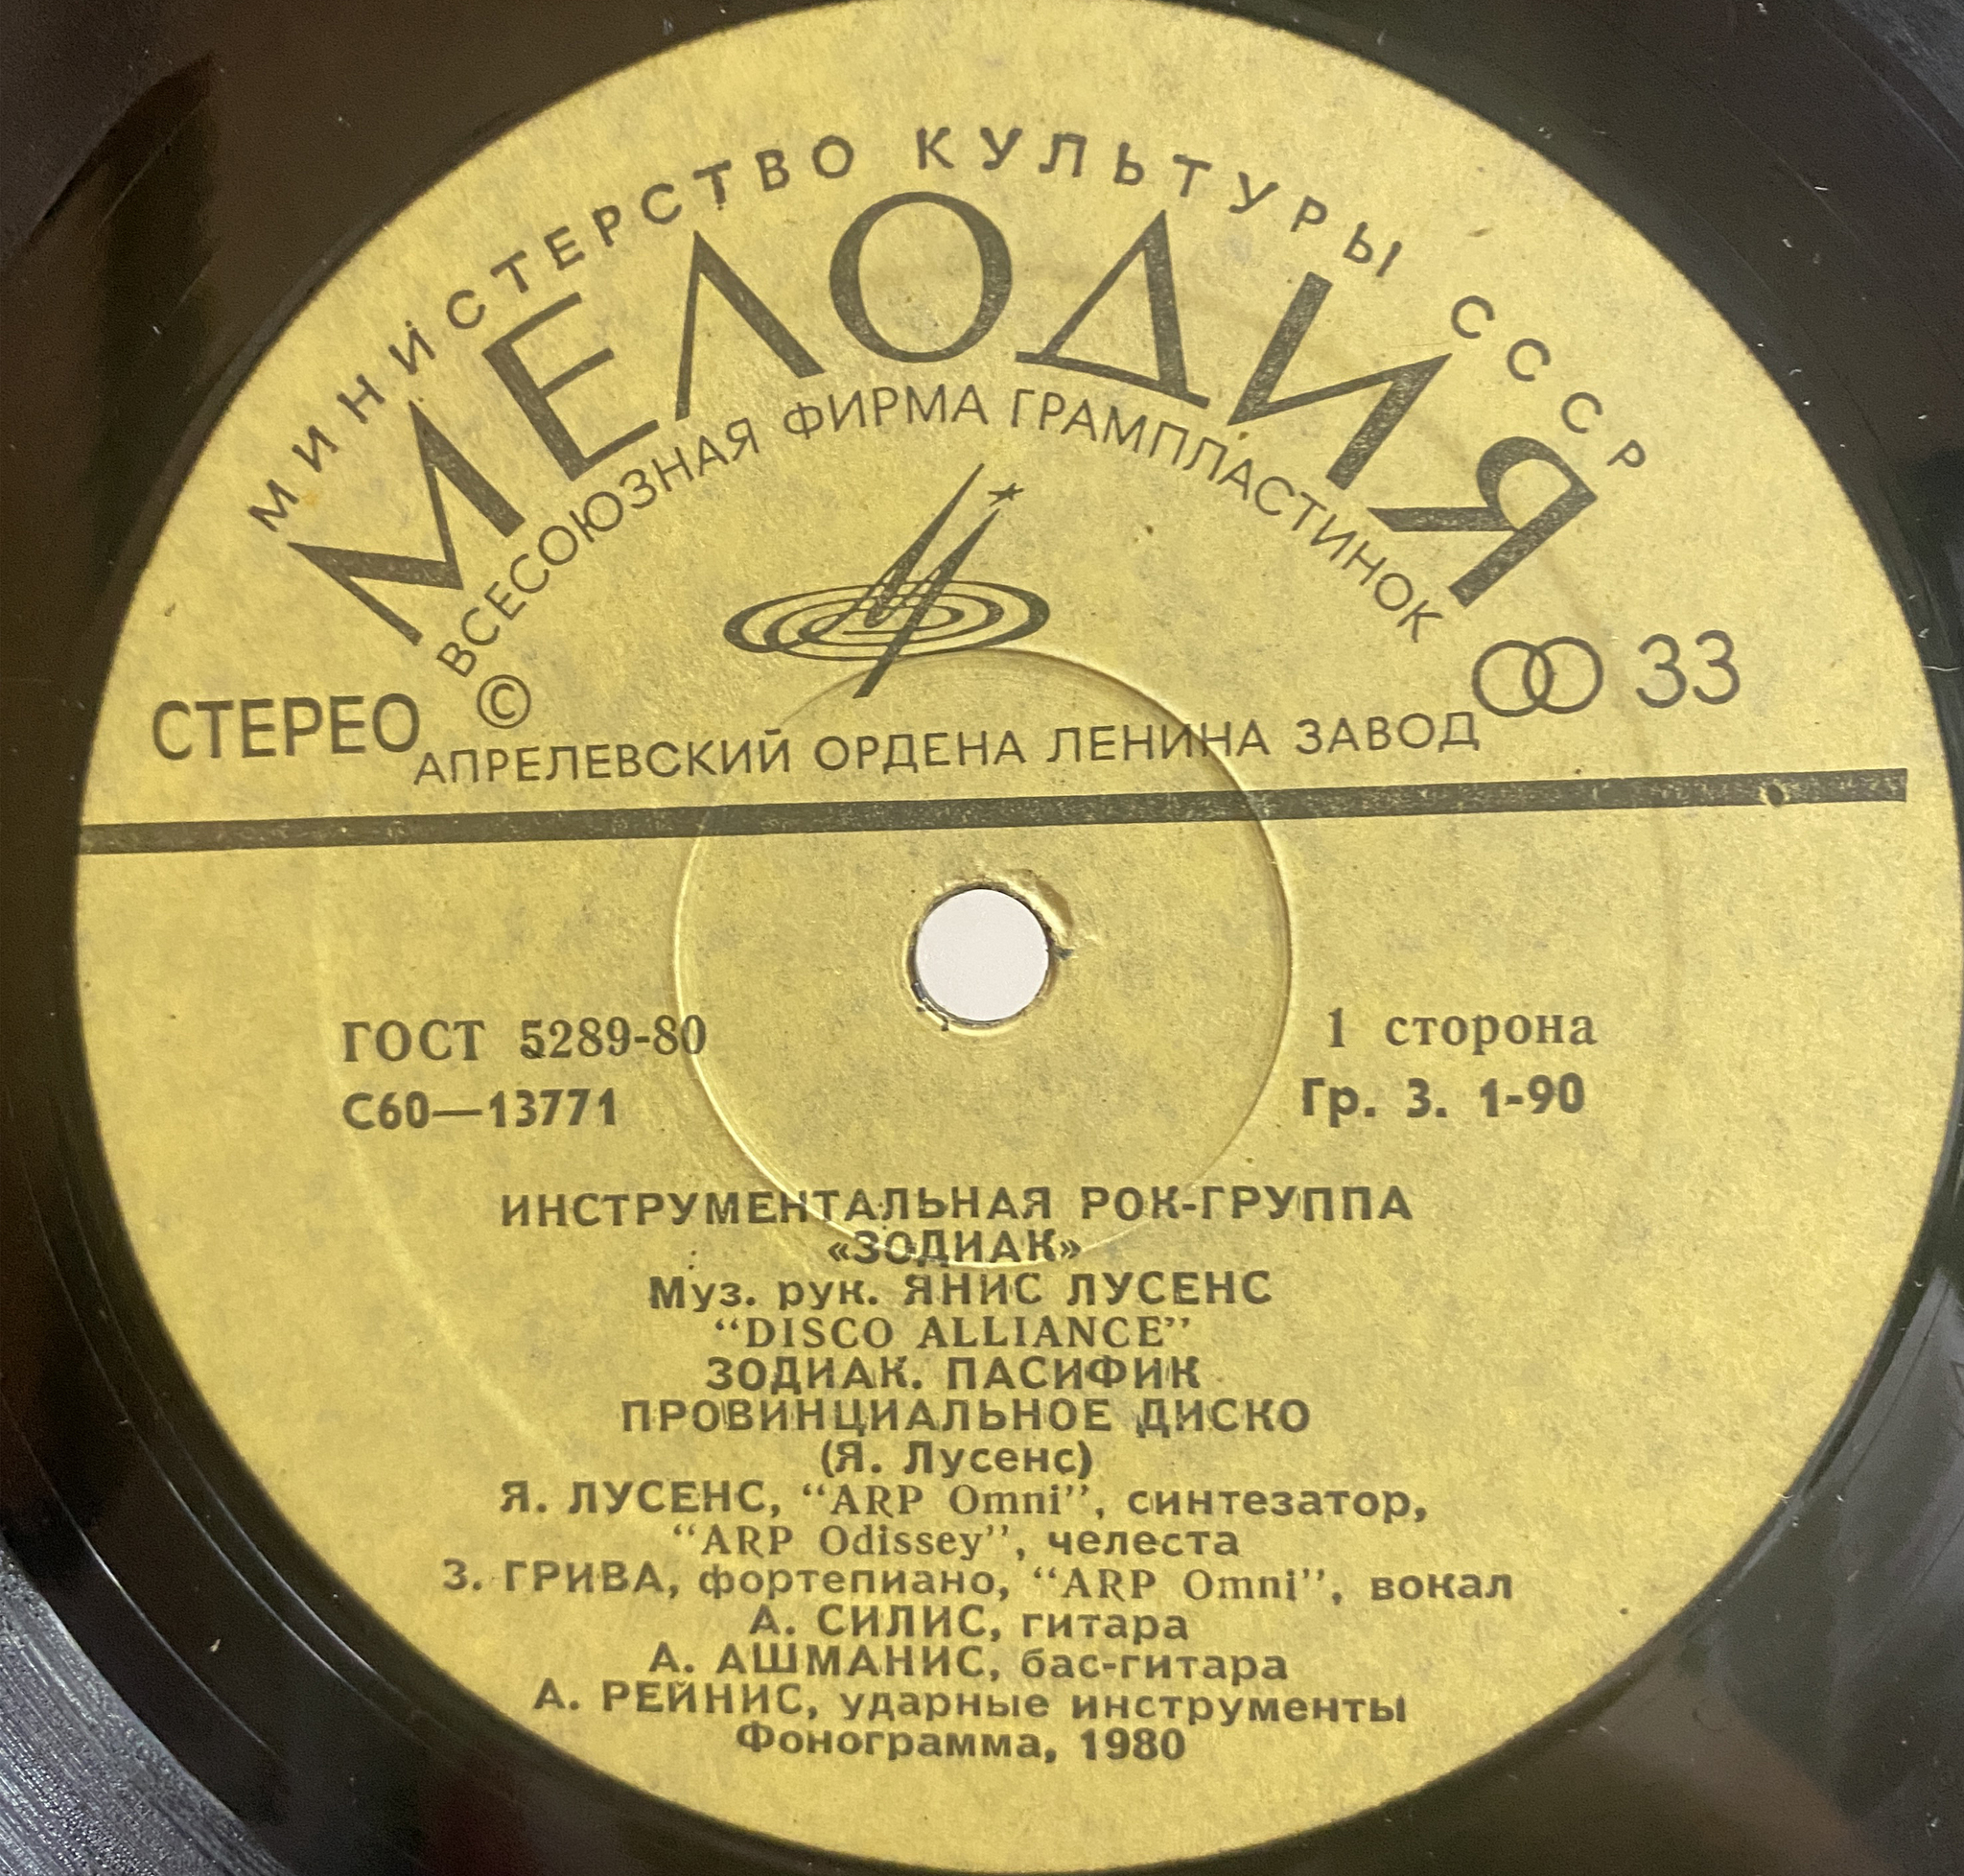 МИНИСТЕРСТВО КУЛЬТУРЫ СССР
МЕЛОДИЯ
ВСЕСОЮЗНАЯ ФИРМА ГРАМПЛАСТИНОК
СТЕРЕО © 33
АПРЕЛЕВСКИЙ ОРДЕНА ЛЕНИНА ЗАВОД
ГОСТ 5289-80 1 сторона
С60—13771 Гр. 3. 1-90
ИНСТРУМЕНТАЛЬНАЯ РОК-ГРУППА
«ЗОДИАК»
Муз. рук. ЯНИС ЛУСЕНС
“DISCO ALLIANCE”
ЗОДИАК. ПАСИФИК
ПРОВИНЦИАЛЬНОЕ ДИСКО
(Я. Лусенс)
Я. ЛУСЕНС, “ARP Omni”, синтезатор,
“ARP Odissey”, челеста
З. ГРИВА, фортепиано, “ARP Omni”, вокал
А. СИЛИС, гитара
А. АШМАНИС, бас-гитара
А. РЕЙНИС, ударные инструменты
Фонограмма, 1980